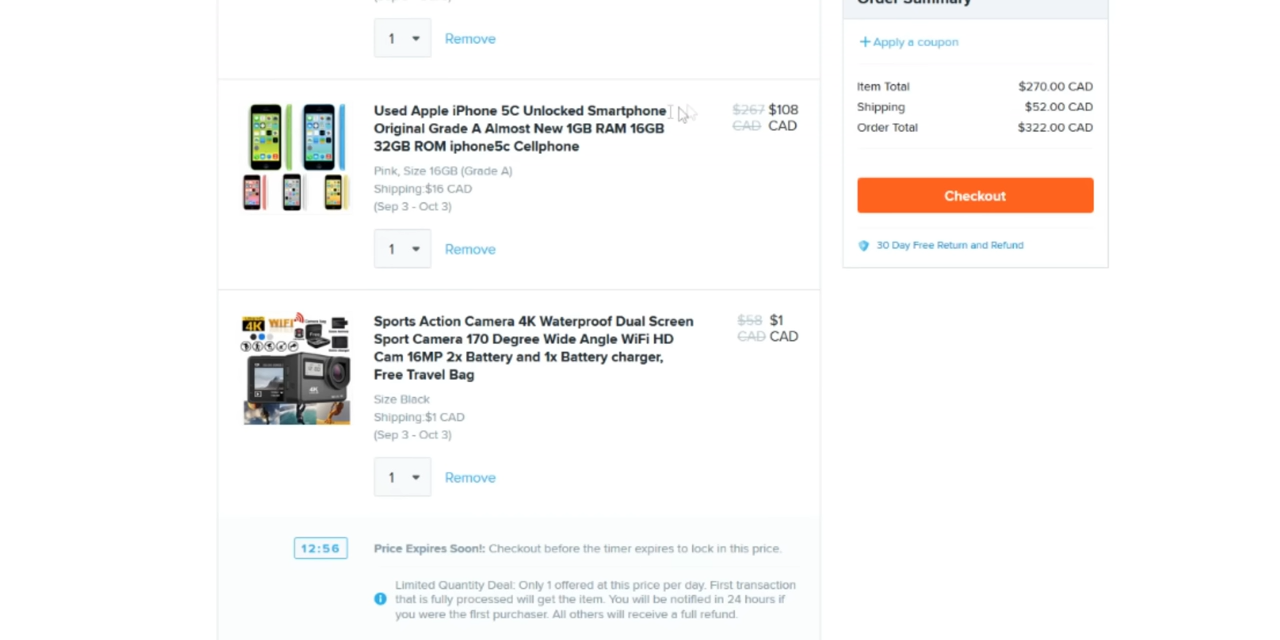 Order Summary
1
Remove
Used Apple iPhone 5C Unlocked Smartphone
Original Grade A Almost New 1GB RAM 16GB
32GB ROM iphone5c Cellphone
$267 $108
CAD CAD
Pink, Size 16GB (Grade A)
Shipping:$16 CAD
(Sep 3 - Oct 3)
1
Remove
4K WIFI
4K
Sports Action Camera 4K Waterproof Dual Screen
Sport Camera 170 Degree Wide Angle WiFi HD
Cam 16MP 2x Battery and 1x Battery charger,
Free Travel Bag
$58 $1
CAD CAD
Size Black
Shipping:$1 CAD
(Sep 3 - Oct 3)
1
Remove
12:56
Price Expires Soon!: Checkout before the timer expires to lock in this price.
Limited Quantity Deal: Only 1 offered at this price per day. First transaction
that is fully processed will get the item. You will be notified in 24 hours if
you were the first purchaser. All others will receive a full refund.
+ Apply a coupon
Item Total $270.00 CAD
Shipping $52.00 CAD
Order Total $322.00 CAD
Checkout
30 Day Free Return and Refund